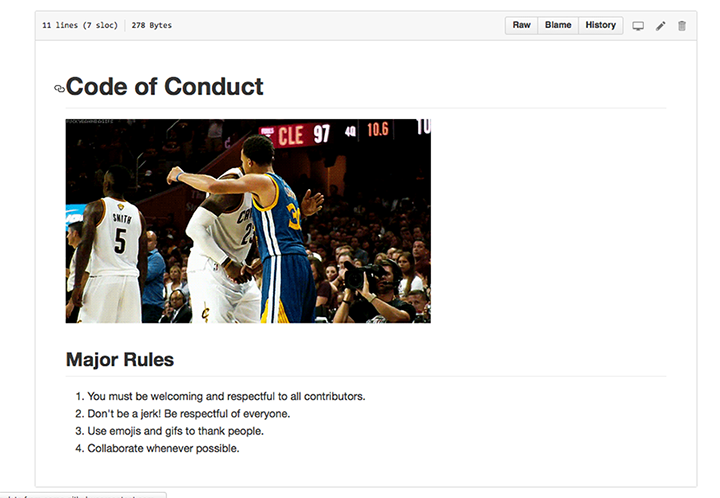 11 lines (7 sloc) 278 Bytes
Raw Blame History
Code of Conduct
CLE 97 40 10.6 10
SMITH
5
Major Rules
1. You must be welcoming and respectful to all contributors.
2. Don't be a jerk! Be respectful of everyone.
3. Use emojis and gifs to thank people.
4. Collaborate whenever possible.